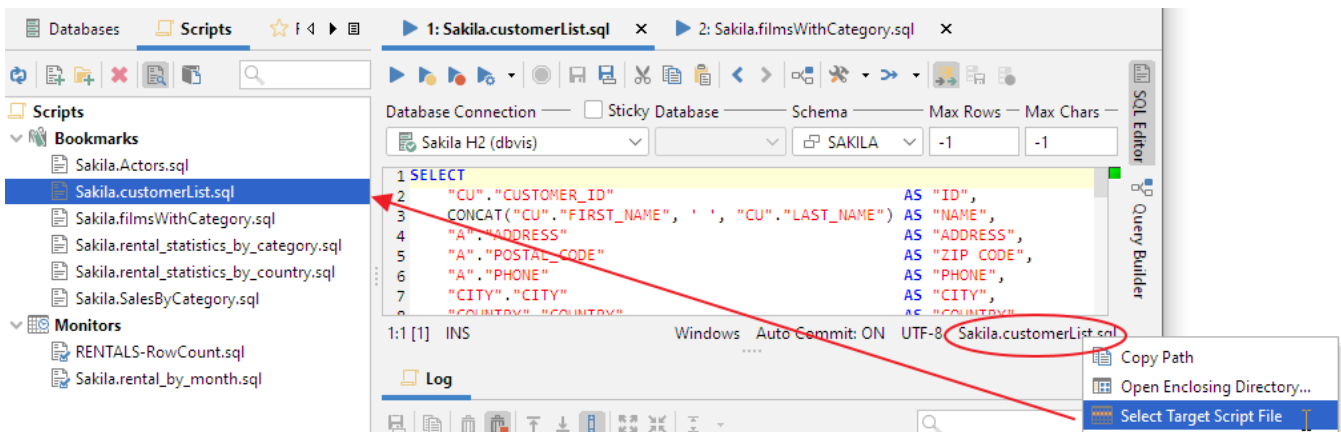 Databases Scripts F
1: Sakila.customerList.sql 2: Sakila.filmsWithCategory.sql
Scripts
Bookmarks
Sakila.Actors.sql
Sakila.customerList.sql
Sakila.filmsWithCategory.sql
Sakila.rental_statistics_by_category.sql
Sakila.rental_statistics_by_country.sql
Sakila.SalesByCategory.sql
Monitors
RENTALS-RowCount.sql
Sakila.rental_by_month.sql
Database Connection Sticky Database Schema Max Rows Max Chars
Sakila H2 (dbvis) SAKILA -1 -1
1 SELECT
2 "CU"."CUSTOMER_ID" AS "ID",
3 CONCAT("CU"."FIRST_NAME", ' ', "CU"."LAST_NAME") AS "NAME",
4 "A"."ADDRESS" AS "ADDRESS",
5 "A"."POSTAL_CODE" AS "ZIP CODE",
6 "A"."PHONE" AS "PHONE",
7 "CITY"."CITY" AS "CITY",
"COUNTRY"."COUNTRY" AS "COUNTRY"
1:1 [1] INS Windows Auto Commit: ON UTF-8 Sakila.customerList.sql
Log
SQL Editor
Query Builder
Copy Path
Open Enclosing Directory...
Select Target Script File